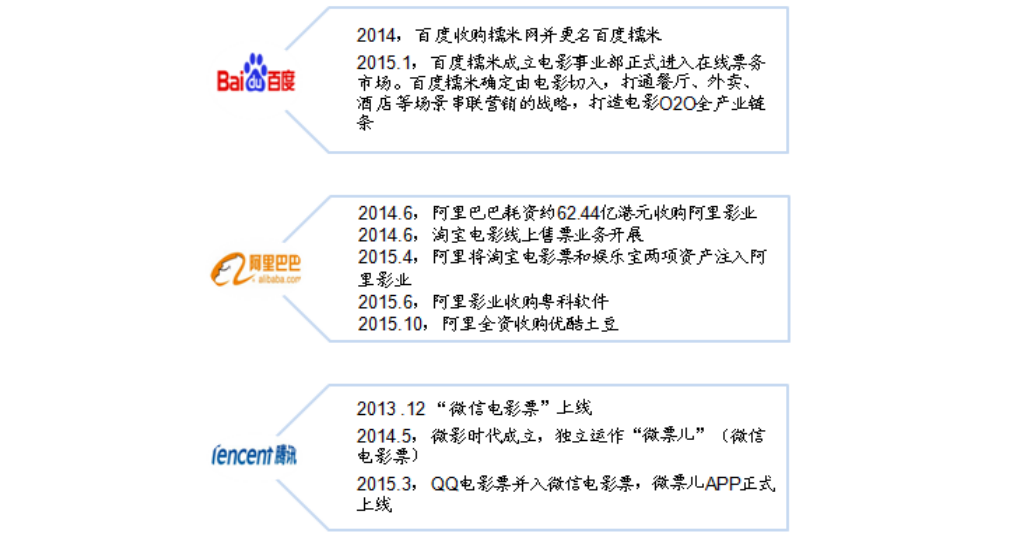 Bai du 百度
2014，百度收购糯米网并更名百度糯米
2015.1，百度糯米成立电影事业部正式进入在线票务
市场。百度糯米确定由电影切入，打通餐厅、外卖、
酒店等场景串联营销的战略，打造电影O2O全产业链
条
阿里巴巴
alibaba.com
2014.6，阿里巴巴耗资约62.44亿港元收购阿里影业
2014.6，淘宝电影线上售票业务开展
2015.4，阿里将淘宝电影票和娱乐宝两项资产注入阿
里影业
2015.6，阿里影业收购粤科软件
2015.10，阿里全资收购优酷土豆
Tencent 腾讯
2013 .12 “微信电影票”上线
2014.5，微影时代成立，独立运作“微票儿”（微信
电影票）
2015.3，QQ电影票并入微信电影票，微票儿APP正式
上线